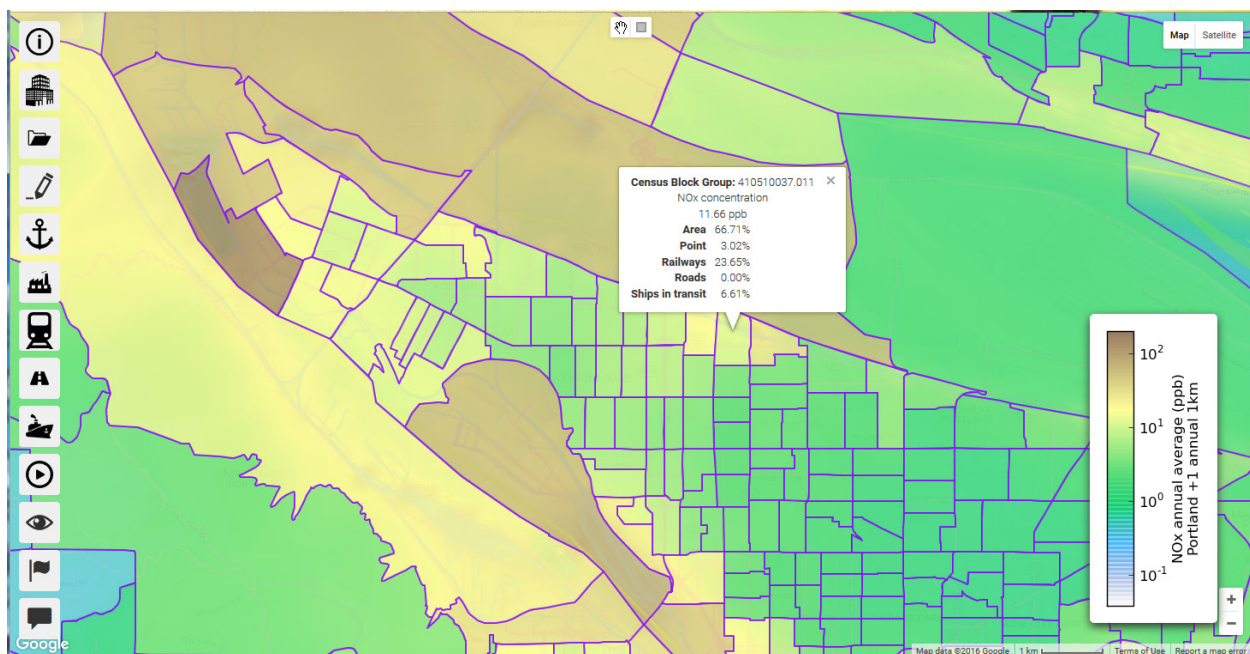 Map Satellite
Census Block Group: 410510037.011
NOx concentration
11.66 ppb
Area 66.71%
Point 3.02%
Railways 23.65%
Roads 0.00%
Ships in transit 6.61%
10²
10¹
10⁰
10⁻¹
NOx annual average (ppb)
Portland +1 annual 1km
+
−
Google
Map data ©2016 Google 1 km Terms of Use Report a map error